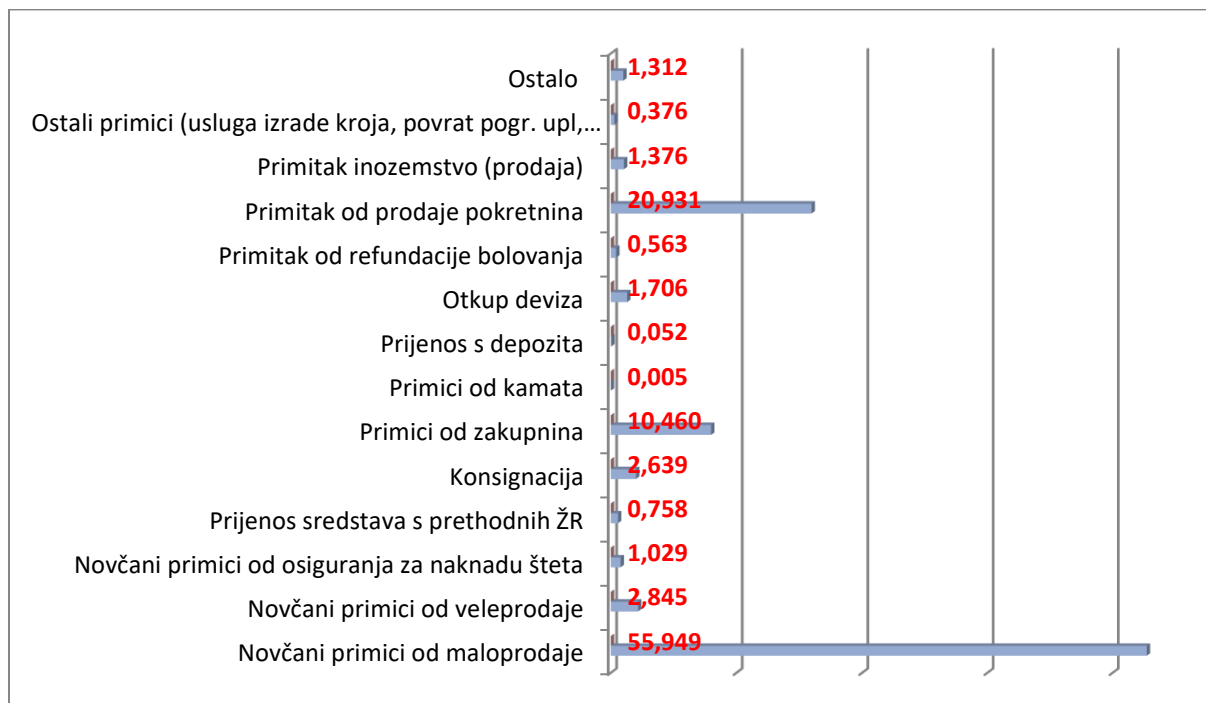 Ostalo 1,312
Ostali primici (usluga izrade kroja, povrat pogr. upl,... 0,376
Primitak inozemstvo (prodaja) 1,376
Primitak od prodaje pokretnina 20,931
Primitak od refundacije bolovanja 0,563
Otkup deviza 1,706
Prijenos s depozita 0,052
Primici od kamata 0,005
Primici od zakupnina 10,460
Konsignacija 2,639
Prijenos sredstava s prethodnih ŽR 0,758
Novčani primici od osiguranja za naknadu šteta 1,029
Novčani primici od veleprodaje 2,845
Novčani primici od maloprodaje 55,949